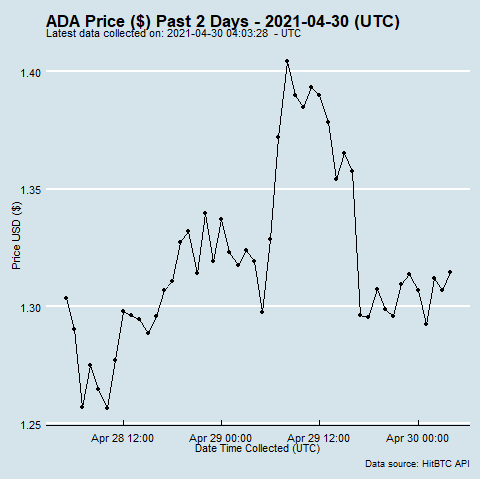 ADA Price ($) Past 2 Days - 2021-04-30 (UTC)
Latest data collected on: 2021-04-30 04:03:28 - UTC
1.40
1.35
1.30
1.25
Price USD ($)
Apr 28 12:00 Apr 29 00:00 Apr 29 12:00 Apr 30 00:00
Date Time Collected (UTC)
Data source: HitBTC API